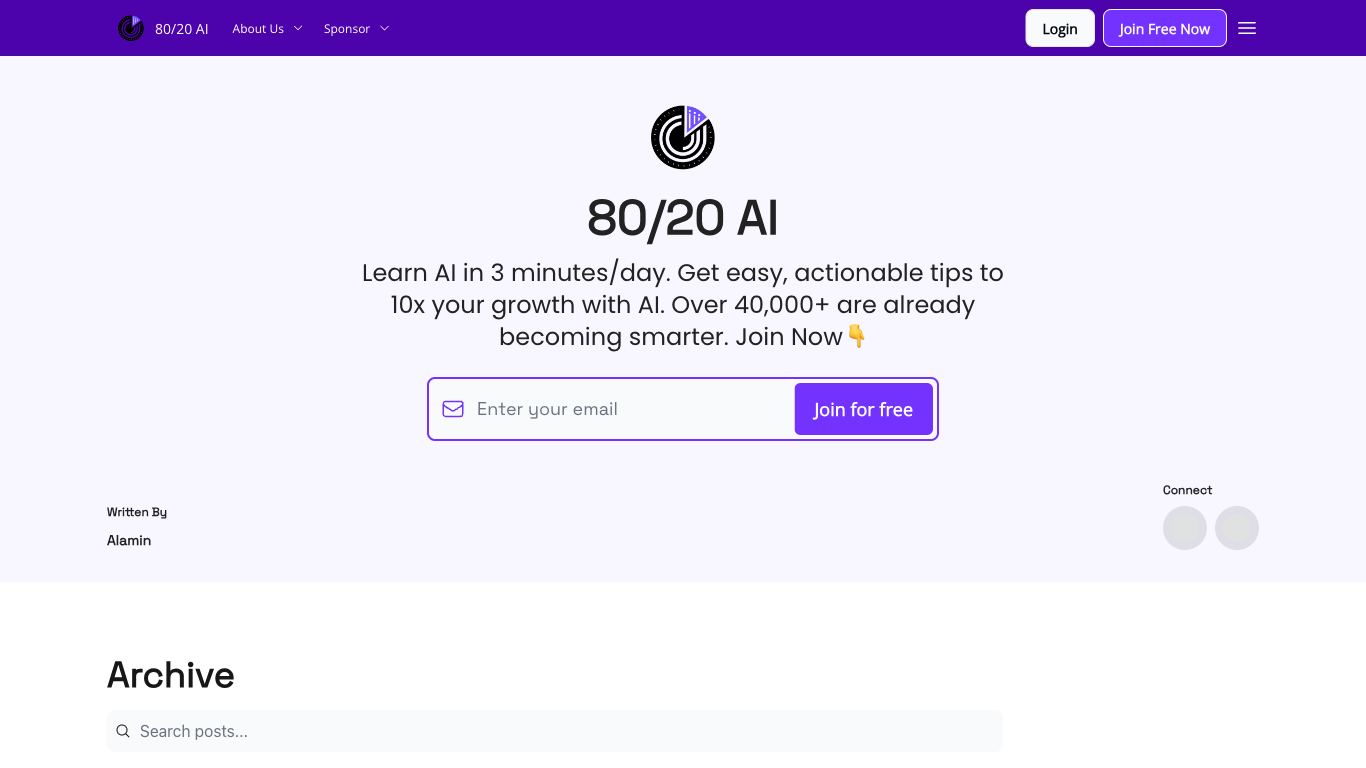 80/20 AI
About Us
Sponsor
Login
Join Free Now
80/20 AI
Learn AI in 3 minutes/day. Get easy, actionable tips to
10x your growth with AI. Over 40,000+ are already
becoming smarter. Join Now👇
Enter your email
Join for free
Written By
Alamin
Connect
Archive
Search posts...